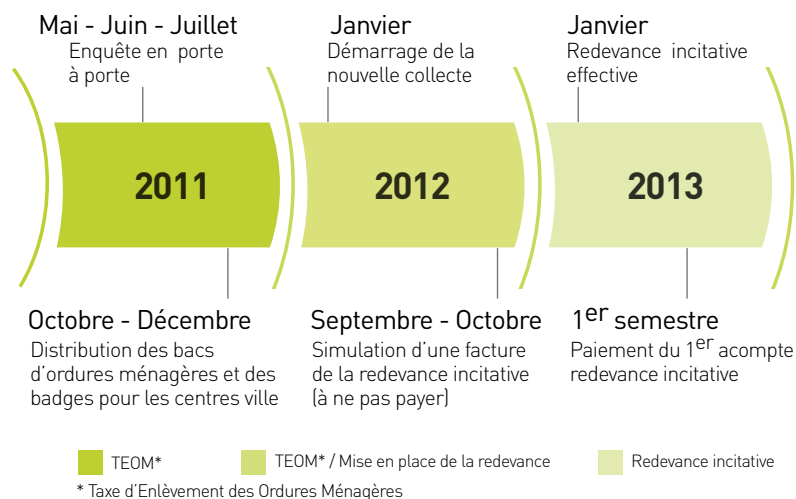 Mai - Juin - Juillet
Enquête en porte
à porte
Janvier
Démarrage de la
nouvelle collecte
Janvier
Redevance incitative
effective
2011
2012
2013
Octobre - Décembre
Distribution des bacs
d'ordures ménagères et des
badges pour les centres ville
Septembre - Octobre
Simulation d'une facture
de la redevance incitative
(à ne pas payer)
1er semestre
Paiement du 1er acompte
redevance incitative
TEOM*
TEOM* / Mise en place de la redevance
Redevance incitative
* Taxe d'Enlèvement des Ordures Ménagères